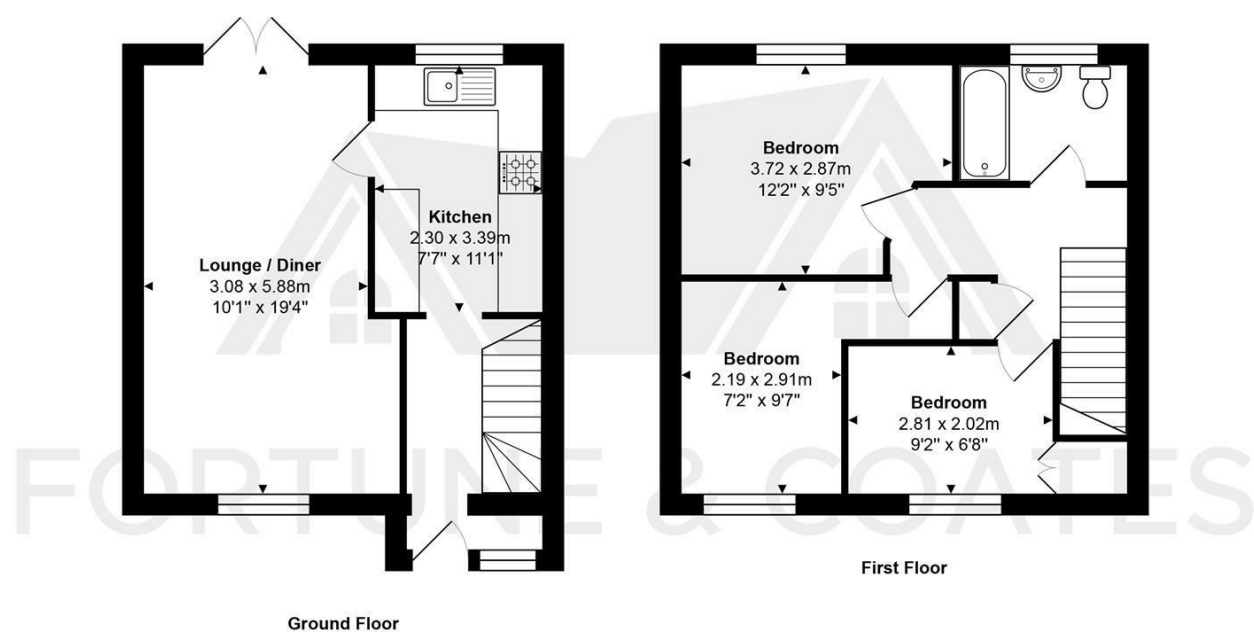 Lounge / Diner
3.08 x 5.88m
10'1" x 19'4"
Kitchen
2.30 x 3.39m
7'7" x 11'1"
Ground Floor
Bedroom
3.72 x 2.87m
12'2" x 9'5"
Bedroom
2.19 x 2.91m
7'2" x 9'7"
Bedroom
2.81 x 2.02m
9'2" x 6'8"
First Floor
FORTUNE & COATES